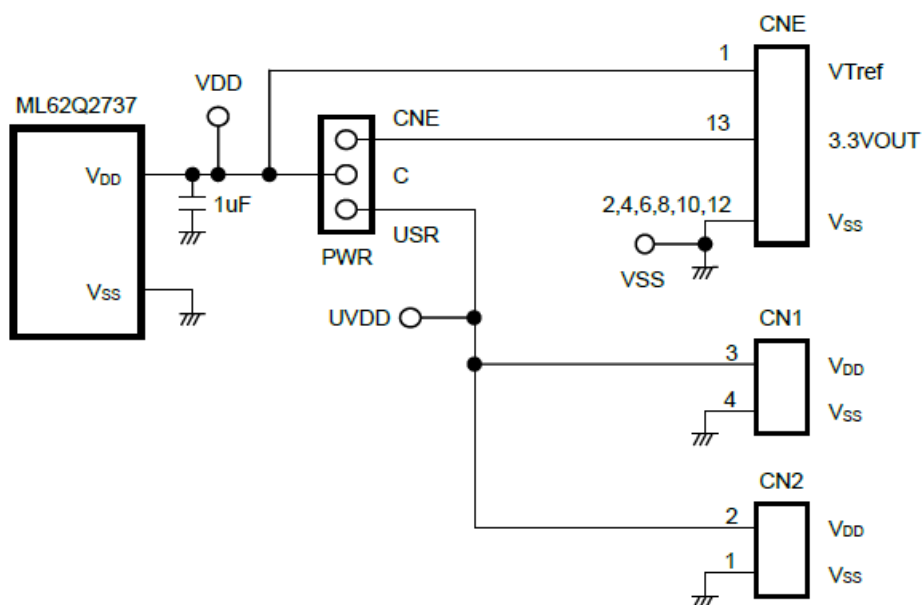 CNE
1
VTref
VDD
ML62Q2737
CNE
13
3.3VOUT
VDD
C
1uF
2,4,6,8,10,12
USR
VSS
PWR
VSS
VSS
UVDD
CN1
3
VDD
4
VSS
CN2
2
VDD
1
VSS